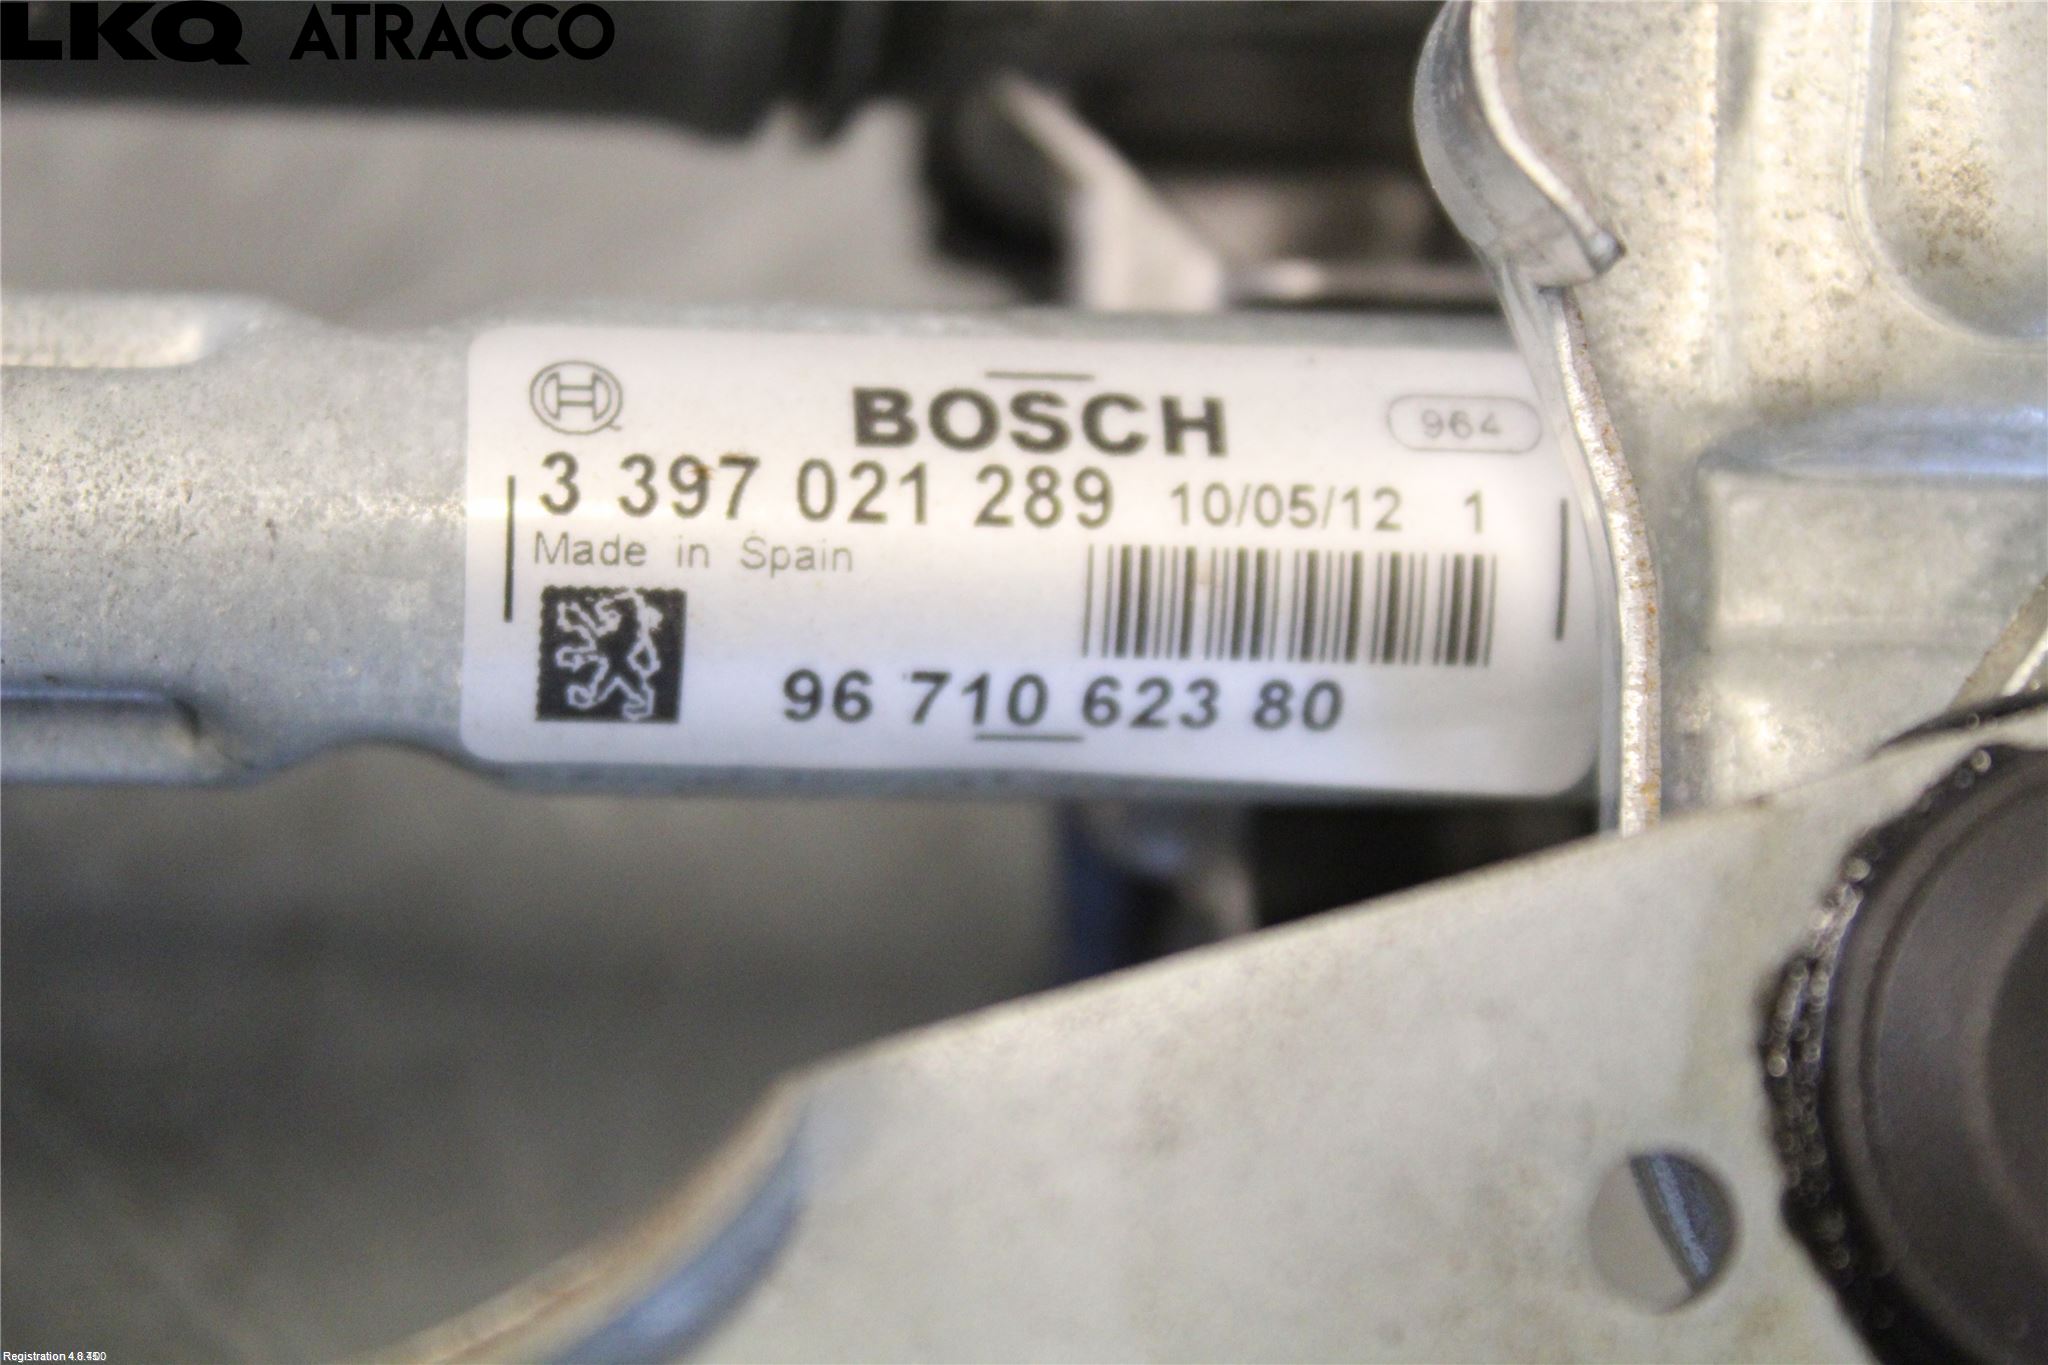 LKQ ATRACCO
BOSCH
964
3 397 021 289 10/05/12 1
Made in Spain
96 710 623 80